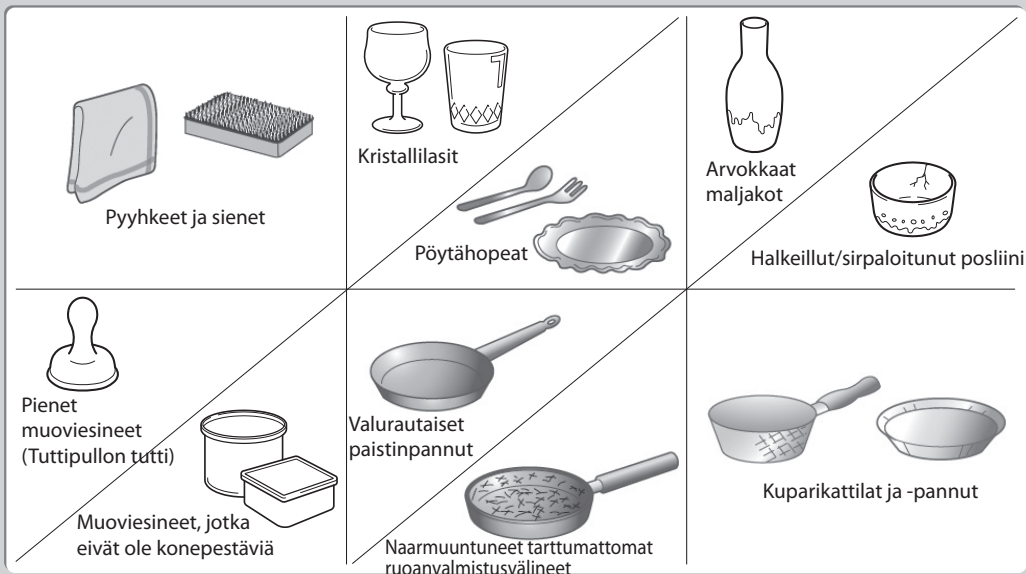 Pyyhkeet ja sienet
Kristallilasit
Pöytähopeat
Arvokkaat
maljakot
Halkeillut/sirpaloitunut posliini
Pienet
muoviesineet
(Tuttipullon tutti)
Muoviesineet, jotka
eivät ole konepestäviä
Valurautaiset
paistinpannut
Naarmuuntuneet tarttumattomat
ruoanvalmistusvälineet
Kuparikattilat ja -pannut